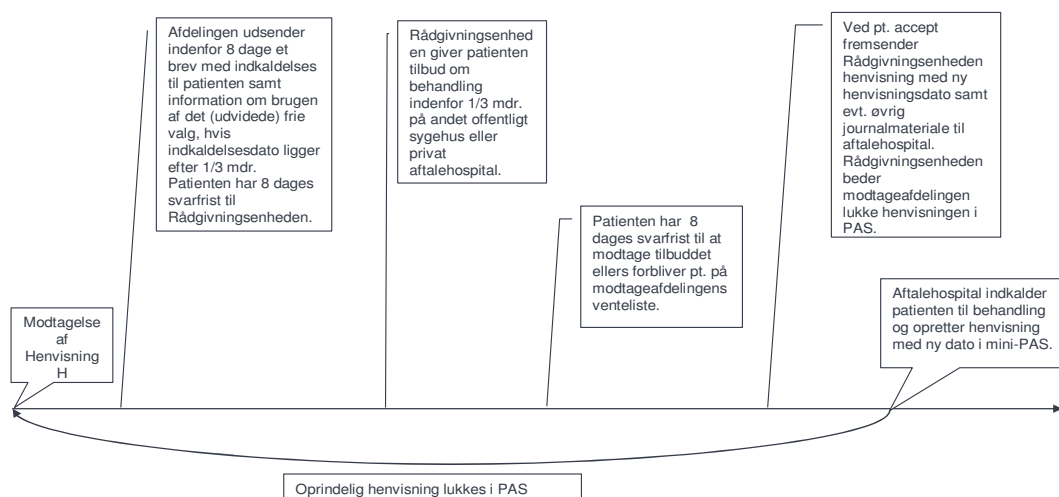 Afdelingen udsender
indenfor 8 dage et
brev med indkaldelses
til patienten samt
information om brugen
af det (udvidede) frie
valg, hvis
indkaldelsesdato ligger
efter 1/3 mdr.
Patienten har 8 dages
svarfrist til
Rådgivningsenheden.
Rådgivningsenhed
en giver patienten
tilbud om
behandling
indenfor 1/3 mdr.
på andet offentligt
sygehus eller
privat
aftalehospital.
Ved pt. accept
fremsender
Rådgivningsenheden
henvisning med ny
henvisningsdato samt
evt. øvrig
journalmateriale til
aftalehospital.
Rådgivningsenheden
beder
modtageafdelingen
lukke henvisningen i
PAS.
Patienten har 8
dages svarfrist til at
modtage tilbuddet
ellers forbliver pt. på
modtageafdelingens
venteliste.
Modtagelse
af
Henvisning
H
Aftalehospital indkalder
patienten til behandling
og opretter henvisning
med ny dato i mini-PAS.
Oprindelig henvisning lukkes i PAS